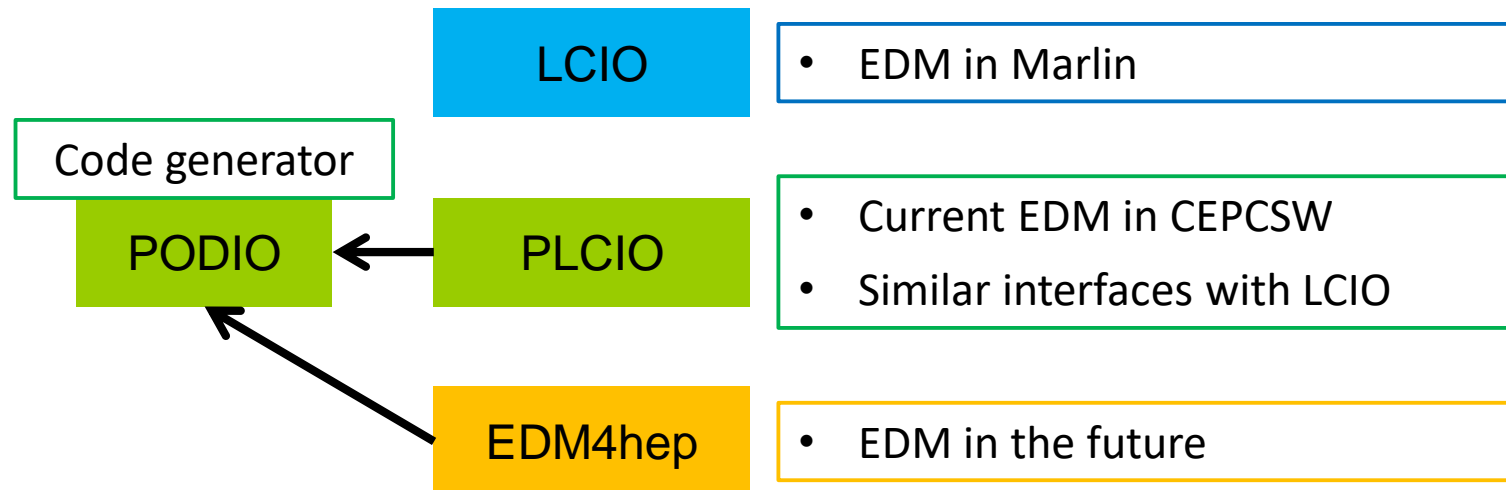 LCIO
• EDM in Marlin
Code generator
PODIO
PLCIO
• Current EDM in CEPCSW
• Similar interfaces with LCIO
EDM4hep
• EDM in the future